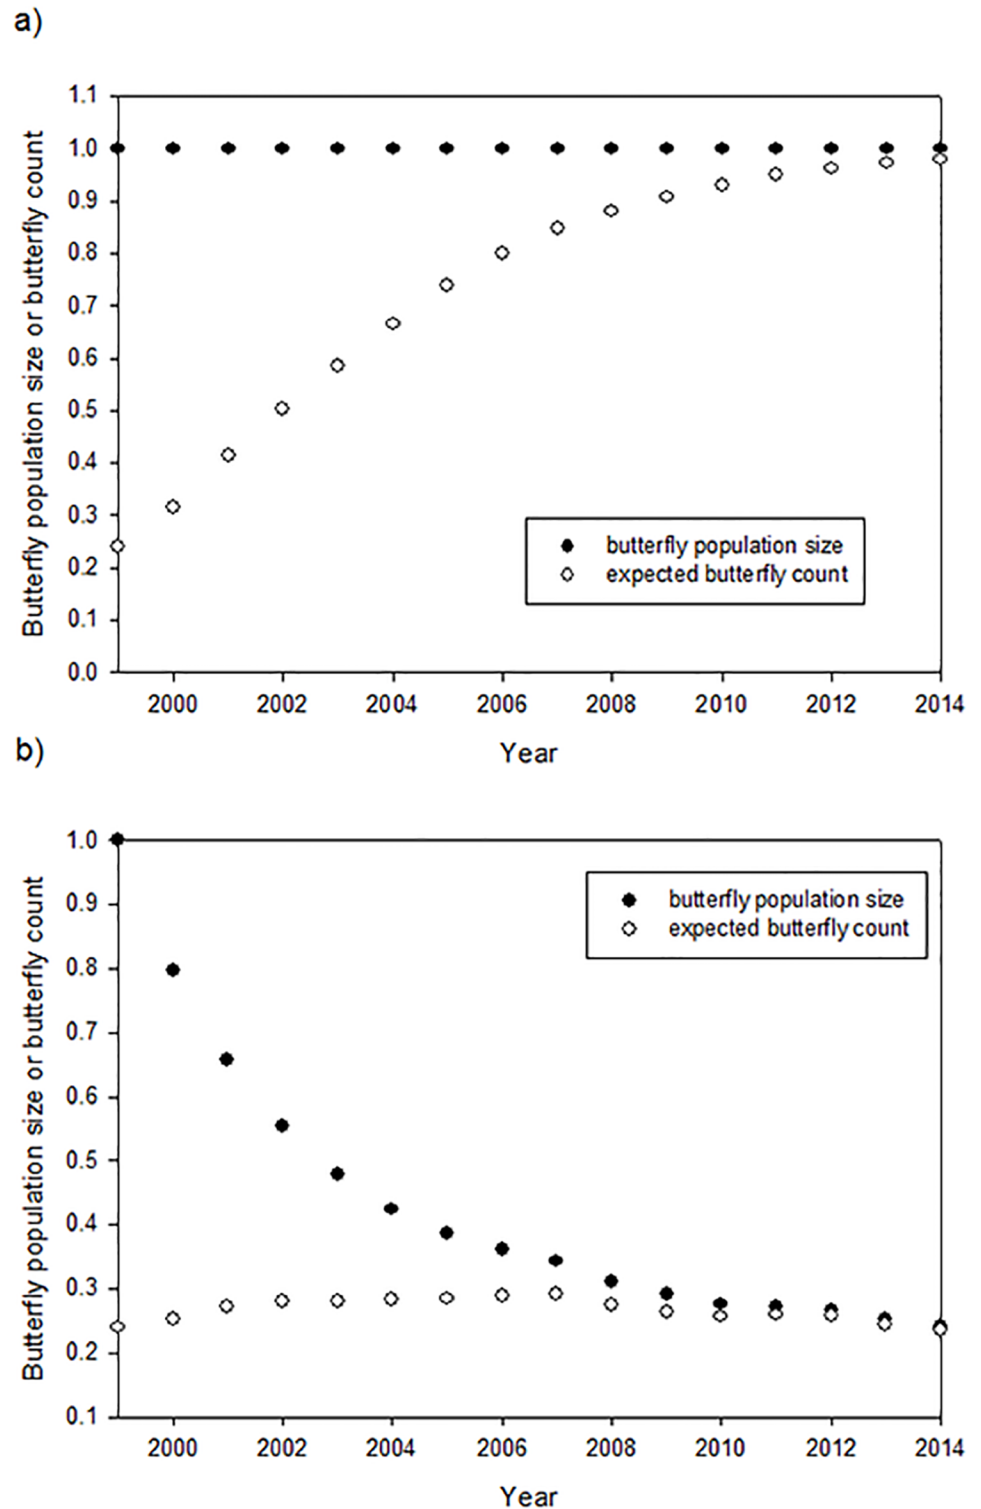 a)
Butterfly population size or butterfly count
1.1
1.0
0.9
0.8
0.7
0.6
0.5
0.4
0.3
0.2
0.1
0.0
butterfly population size
expected butterfly count
2000 2002 2004 2006 2008 2010 2012 2014
Year
b)
Butterfly population size or butterfly count
1.0
0.9
0.8
0.7
0.6
0.5
0.4
0.3
0.2
0.1
butterfly population size
expected butterfly count
2000 2002 2004 2006 2008 2010 2012 2014
Year